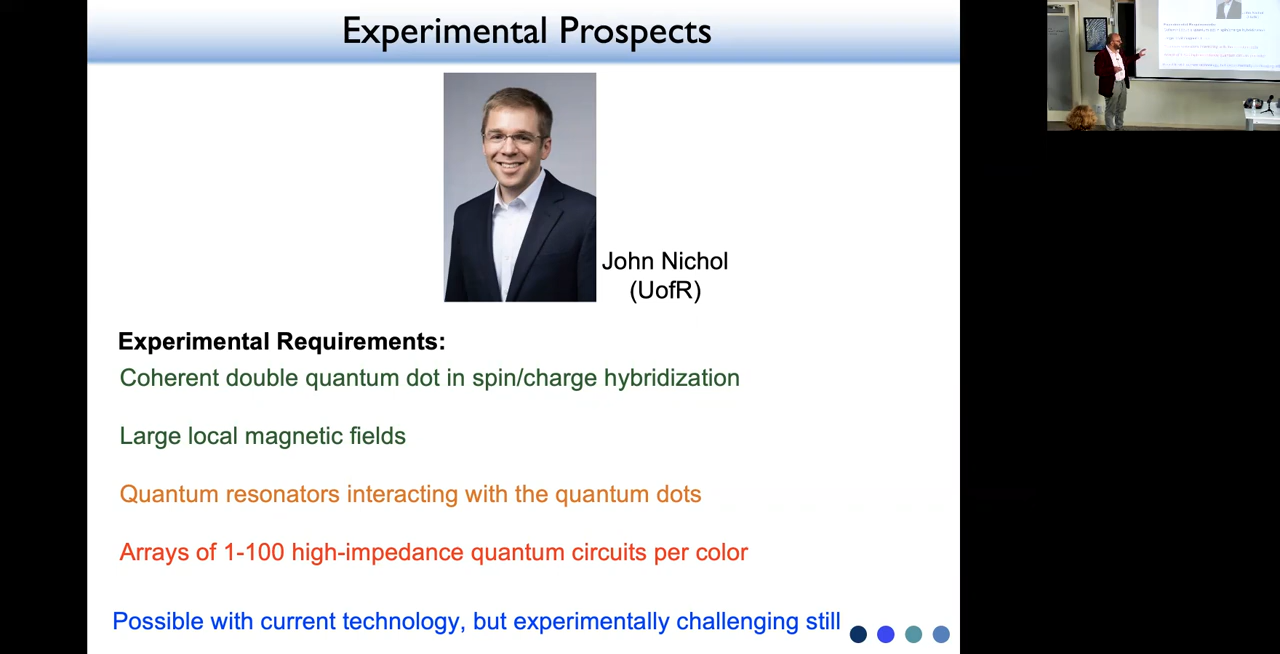 Experimental Prospects
John Nichol
(UofR)
Experimental Requirements:
Coherent double quantum dot in spin/charge hybridization
Large local magnetic fields
Quantum resonators interacting with the quantum dots
Arrays of 1-100 high-impedance quantum circuits per color
Possible with current technology, but experimentally challenging still